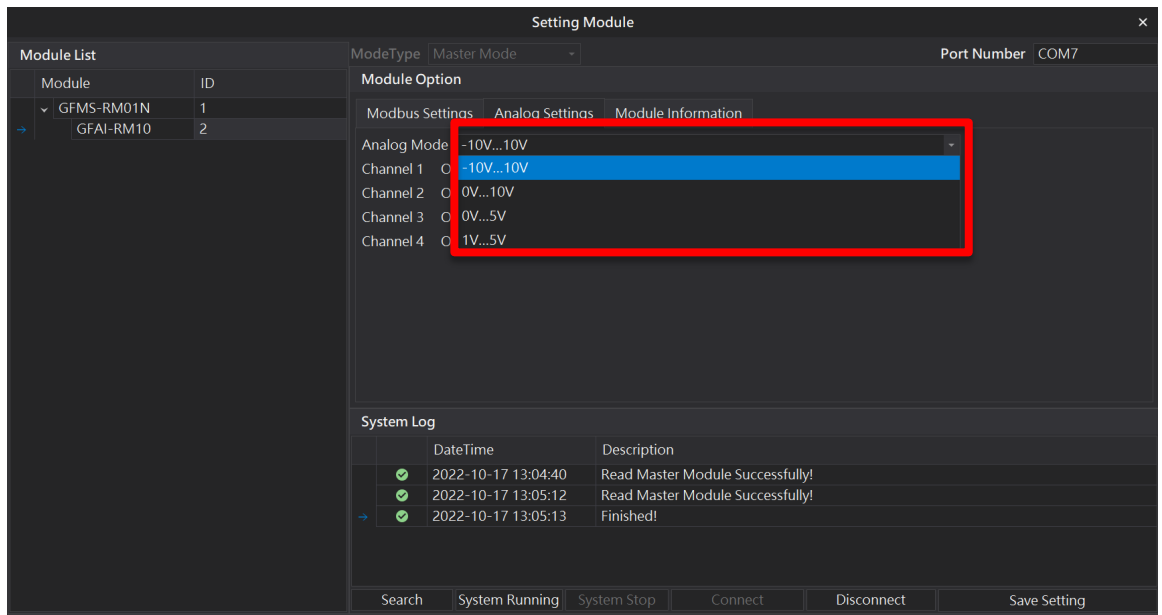 Setting Module ×
Module List
Module ID
GFMS-RM01N 1
GFAI-RM10 2
ModeType Master Mode Port Number COM7
Module Option
Modbus Settings Analog Settings Module Information
Analog Mode -10V...10V
Channel 1 O -10V...10V
Channel 2 O 0V...10V
Channel 3 O 0V...5V
Channel 4 O 1V...5V
System Log
DateTime Description
2022-10-17 13:04:40 Read Master Module Successfully!
2022-10-17 13:05:12 Read Master Module Successfully!
2022-10-17 13:05:13 Finished!
Search System Running System Stop Connect Disconnect Save Setting